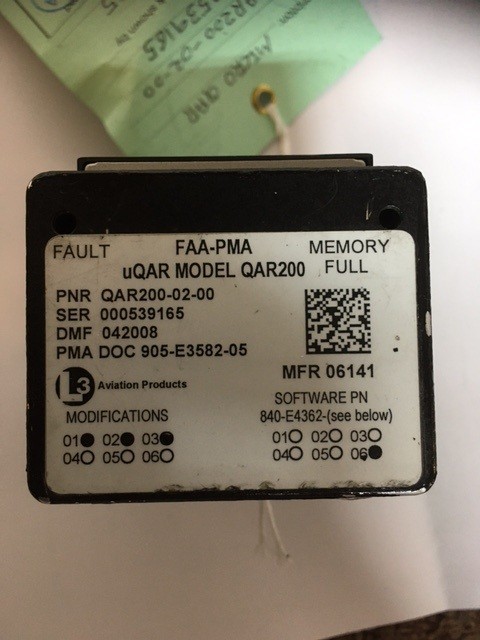 MICRO QAR
FAULT
FAA-PMA
MEMORY FULL
uQAR MODEL QAR200
PNR QAR200-02-00
SER 000539165
DMF 042008
PMA DOC 905-E3582-05
MFR 06141
L3 Aviation Products
SOFTWARE PN
MODIFICATIONS
840-E4362-(see below)
01 02 03
04 05 06
01 02 03
04 05 06